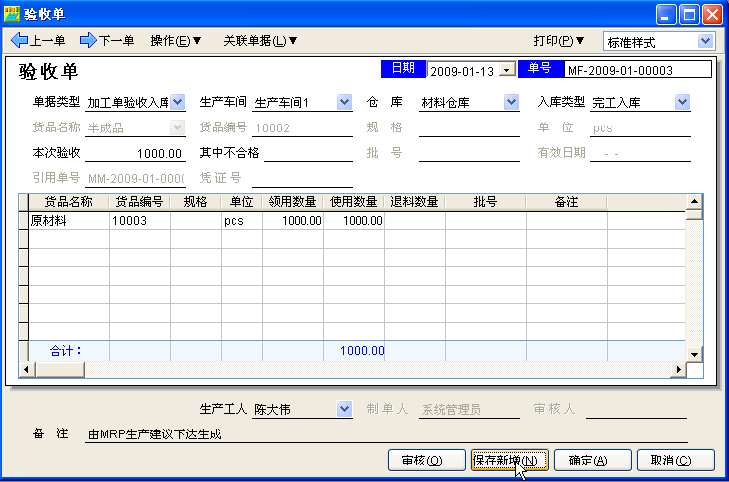 验收单
上一单 下一单 操作(E)▼ 关联单据(L)▼ 打印(P)▼ 标准样式
验收单 日期 2009-01-13 单号 MF-2009-01-00003
单据类型 加工单验收入库 生产车间 生产车间1 仓 库 材料仓库 入库类型 完工入库
货品名称 半成品 货品编号 10002 规 格 单 位 pcs
本次验收 1000.00 其中不合格 批 号 有效日期 - -
引用单号 MM-2009-01-000 凭证号
货品名称 货品编号 规格 单位 领用数量 使用数量 退料数量 批号 备注
原材料 10003 pcs 1000.00 1000.00
合计： 1000.00
生产工人 陈大伟 制单人 系统管理员 审核人
备 注 由MRP生产建议下达生成
审核(O) 保存新增(N) 确定(A) 取消(C)